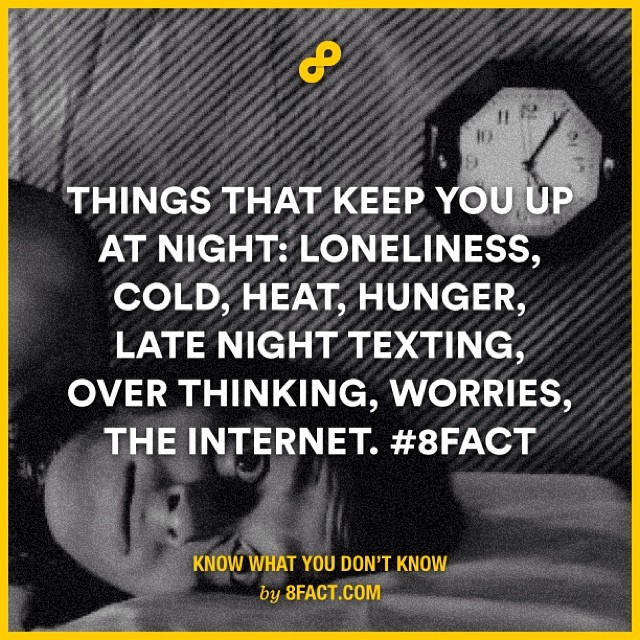 THINGS THAT KEEP YOU UP
AT NIGHT: LONELINESS,
COLD, HEAT, HUNGER,
LATE NIGHT TEXTING,
OVER THINKING, WORRIES,
THE INTERNET. #8FACT
KNOW WHAT YOU DON'T KNOW
by 8FACT.COM